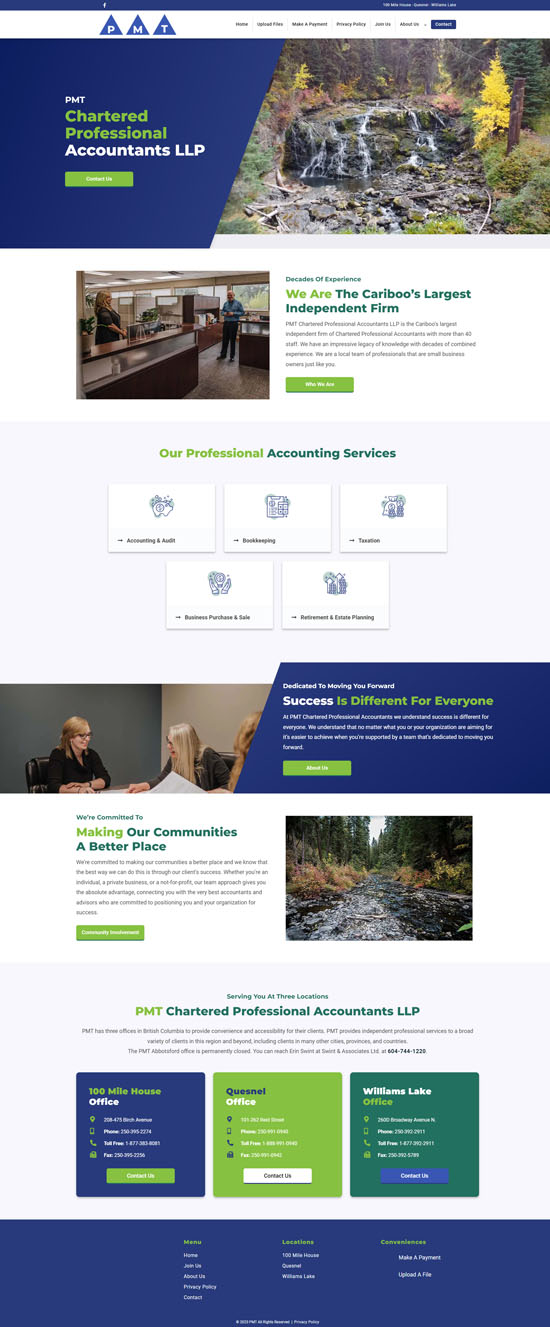 100 Mile House · Quesnel · Williams Lake
PMT
Home
Upload Files
Make A Payment
Privacy Policy
Join Us
About Us
Contact
PMT
Chartered
Professional
Accountants LLP
Contact Us
Decades Of Experience
We Are The Cariboo's Largest
Independent Firm
PMT Chartered Professional Accountants LLP is the Cariboo's largest
independent firm of Chartered Professional Accountants with more than 40
staff. We have an impressive legacy of knowledge with decades of combined
experience. We are a local team of professionals that are small business
owners just like you.
Who We Are
Our Professional Accounting Services
Accounting & Audit
Bookkeeping
Taxation
Business Purchase & Sale
Retirement & Estate Planning
Dedicated To Moving You Forward
Success Is Different For Everyone
At PMT Chartered Professional Accountants we understand success is different for
everyone. We understand that no matter what you or your organization are aiming for
it's easier to achieve when you're supported by a team that's dedicated to moving you
forward.
About Us
We're Committed To
Making Our Communities
A Better Place
We're committed to making our communities a better place and we know that
the best way we can do this is through our client's success. Whether you're an
individual, a private business, or a not-for-profit, our team approach gives you
the absolute advantage, connecting you with the very best accountants and
advisors who are committed to positioning you and your organization for
success.
Community Involvement
Serving You At Three Locations
PMT Chartered Professional Accountants LLP
PMT has three offices in British Columbia to provide convenience and accessibility for their clients. PMT provides independent professional services to a broad
variety of clients in this region and beyond, including clients in many other cities, provinces, and countries.
The PMT Abbotsford office is permanently closed. You can reach Erin Swint at Swint & Associates Ltd. at 604-744-1220.
100 Mile House
Office
208-475 Birch Avenue
Phone: 250-395-2274
Toll Free: 1-877-383-8081
Fax: 250-395-2256
Contact Us
Quesnel
Office
101-262 Reid Street
Phone: 250-991-0940
Toll Free: 1-888-991-0940
Fax: 250-991-0942
Contact Us
Williams Lake
Office
260D Broadway Avenue N.
Phone: 250-392-2911
Toll Free: 1-877-392-2911
Fax: 250-392-5789
Contact Us
Menu
Home
Join Us
About Us
Privacy Policy
Contact
Locations
100 Mile House
Quesnel
Williams Lake
Conveniences
Make A Payment
Upload A File
© 2023 PMT All Rights Reserved | Privacy Policy